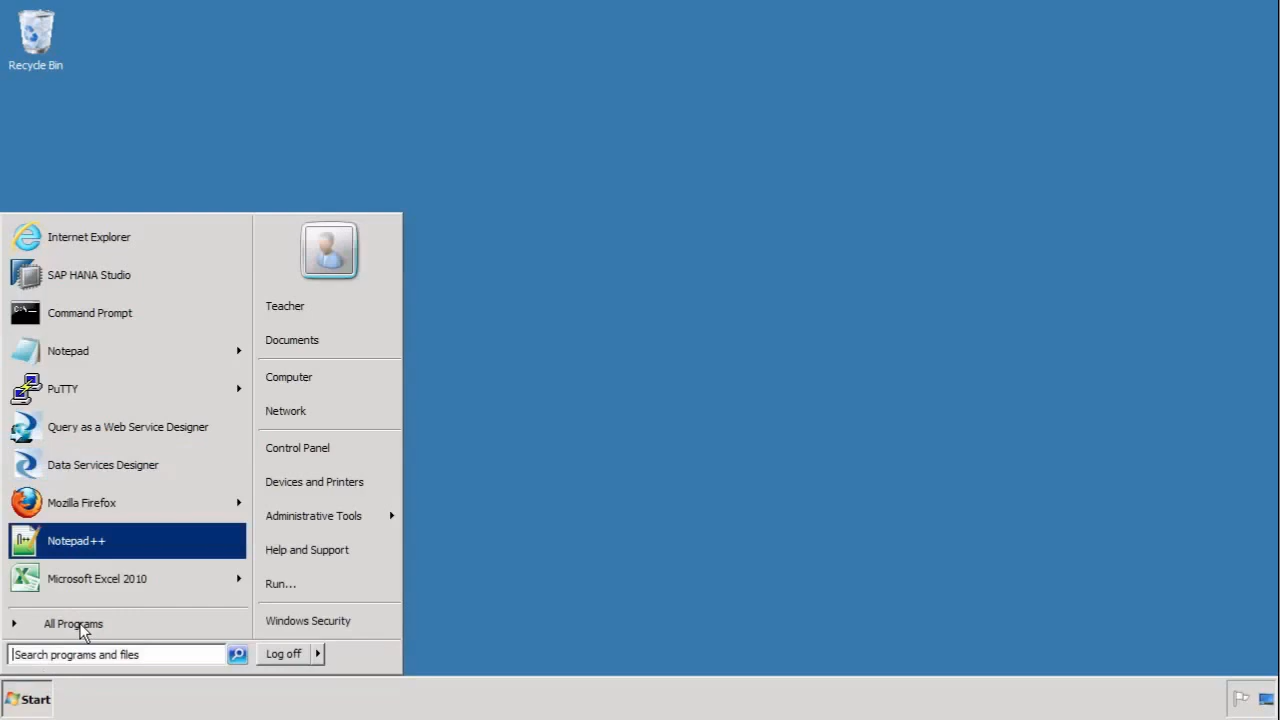 Recycle Bin
Internet Explorer
SAP HANA Studio
Command Prompt
Notepad
PuTTY
Query as a Web Service Designer
Data Services Designer
Mozilla Firefox
Notepad++
Microsoft Excel 2010
All Programs
Search programs and files
Teacher
Documents
Computer
Network
Control Panel
Devices and Printers
Administrative Tools
Help and Support
Run...
Windows Security
Log off
Start